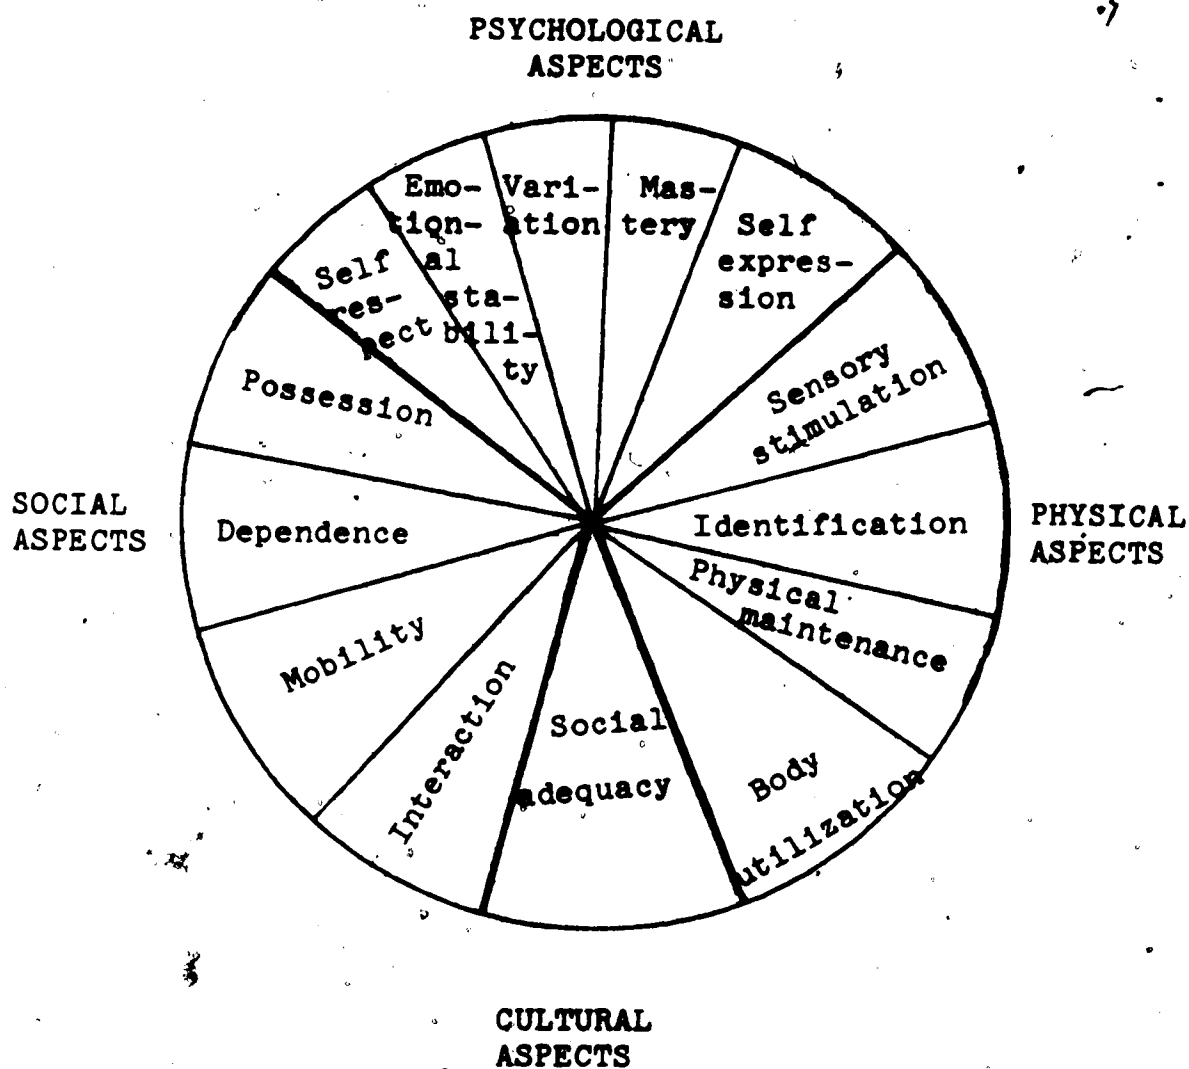 PSYCHOLOGICAL
ASPECTS
Emo-
tion-
al
sta-
bili-
ty
Vari-
ation
Mas-
tery
Self
expres-
sion
Self
res-
pect
Sensory
stimulation
Possession
SOCIAL
ASPECTS
Dependence
Identification
PHYSICAL
ASPECTS
Physical
maintenance
Mobility
Interaction
Social
adequacy
Body
utilization
CULTURAL
ASPECTS